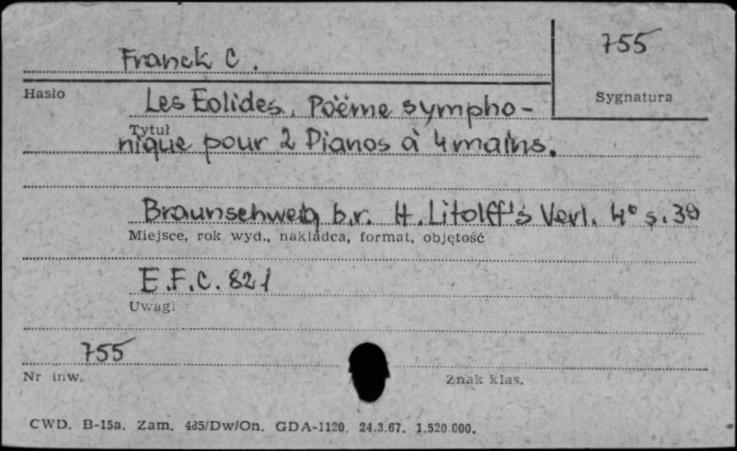 Franck C.
755
Hasło
Sygnatura
Les Eolides. Poëme sympho-
Tytuł
nique pour 2 Pianos à 4 mains.
Braunschweig b.r. H. Litolff's Verl. 4° s. 39
Miejsce, rok wyd., nakładca, format, objętość
E.F.C. 821
Uwagi
755
Nr inw.
Znak klas.
CWD. B-15a. Zam. 485/Dw/On. GDA-1120. 24.3.67. 1.520.000.